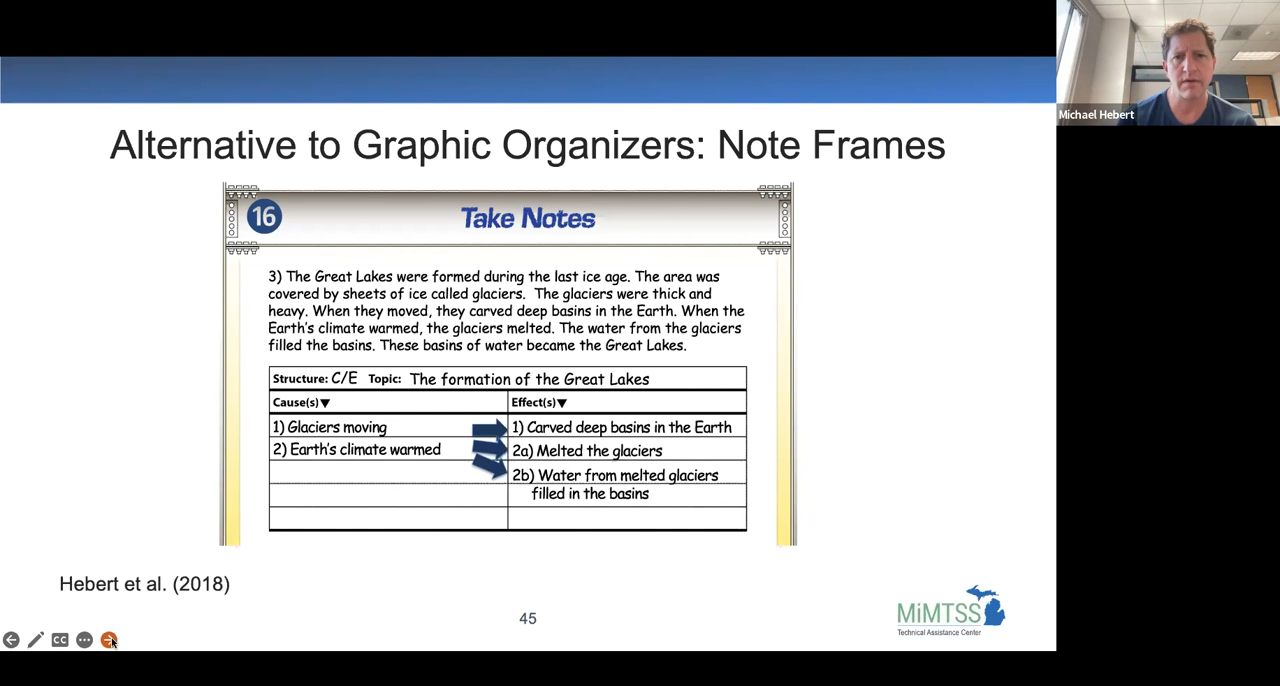 Michael Hebert
Alternative to Graphic Organizers: Note Frames
16
Take Notes
3) The Great Lakes were formed during the last ice age. The area was
covered by sheets of ice called glaciers. The glaciers were thick and
heavy. When they moved, they carved deep basins in the Earth. When the
Earth's climate warmed, the glaciers melted. The water from the glaciers
filled the basins. These basins of water became the Great Lakes.
Structure: C/E Topic: The formation of the Great Lakes
Cause(s)▼ Effect(s)▼
1) Glaciers moving 1) Carved deep basins in the Earth
2) Earth's climate warmed 2a) Melted the glaciers
2b) Water from melted glaciers
filled in the basins
Hebert et al. (2018)
45
MiMTSS
Technical Assistance Center
CC